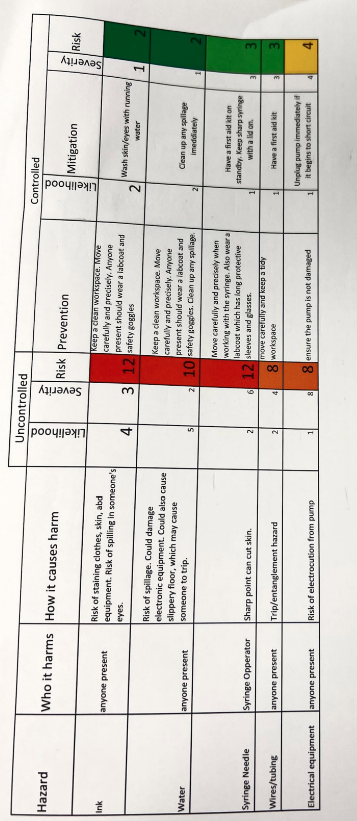 Uncontrolled Controlled
Hazard Who it harms How it causes harm Likelihood Severity Risk Prevention Likelihood Mitigation Severity Risk
Ink anyone present Risk of staining clothes, skin, abd
equipment. Risk of spilling in someone's
eyes.
4 3 12
Keep a clean workspace. Move
carefully and precisely. Anyone
present should wear a labcoat and
safety goggles
2
Wash skin/eyes with running
water
1 2
Water anyone present Risk of spillage. Could damage
electronic equipment. Could also cause
slippery floor, which may cause
someone to trip.
5 2 10
Keep a clean workspace. Move
carefully and precisely. Anyone
present should wear a labcoat and
safety goggles. Clean up any spillage.
2
Clean up any spillage
imediately
1 2
Syringe Needle Syringe Opperator Sharp point can cut skin.
2 6 12
Move carefully and precisely when
working with the syringe. Also wear a
labcoat which has long protective
sleeves and glasses.
1
Have a first aid kit on
standby. Keep sharp syringe
with a lid on.
3 3
Wires/tubing anyone present Trip/entanglement hazard
4 2 8
move carefully and keep a tidy
workspace
1
Have a first aid kit
3 3
Electrical equipment anyone present Risk of electrocution from pump
1 8 8
ensure the pump is not damaged
1
Unplug pump immediately if
it begins to short circuit
4 4